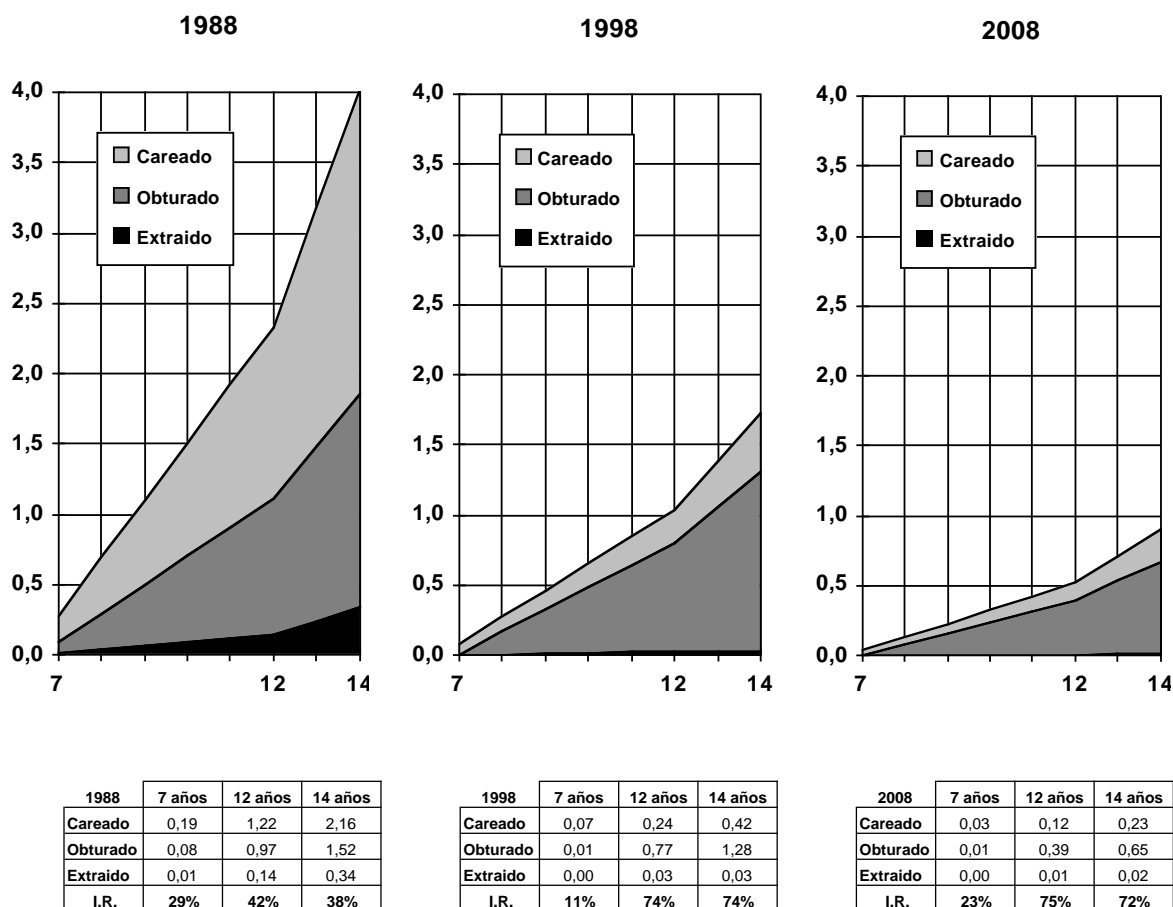 1988 1998 2008
4,0
3,5
3,0
2,5
2,0
1,5
1,0
0,5
0,0
7 12 14
Careado
Obturado
Extraido
4,0
3,5
3,0
2,5
2,0
1,5
1,0
0,5
0,0
7 12 14
Careado
Obturado
Extraido
4,0
3,5
3,0
2,5
2,0
1,5
1,0
0,5
0,0
7 12 14
Careado
Obturado
Extraido
1988 7 años 12 años 14 años
Careado 0,19 1,22 2,16
Obturado 0,08 0,97 1,52
Extraido 0,01 0,14 0,34
I.R. 29% 42% 38%
1998 7 años 12 años 14 años
Careado 0,07 0,24 0,42
Obturado 0,01 0,77 1,28
Extraido 0,00 0,03 0,03
I.R. 11% 74% 74%
2008 7 años 12 años 14 años
Careado 0,03 0,12 0,23
Obturado 0,01 0,39 0,65
Extraido 0,00 0,01 0,02
I.R. 23% 75% 72%